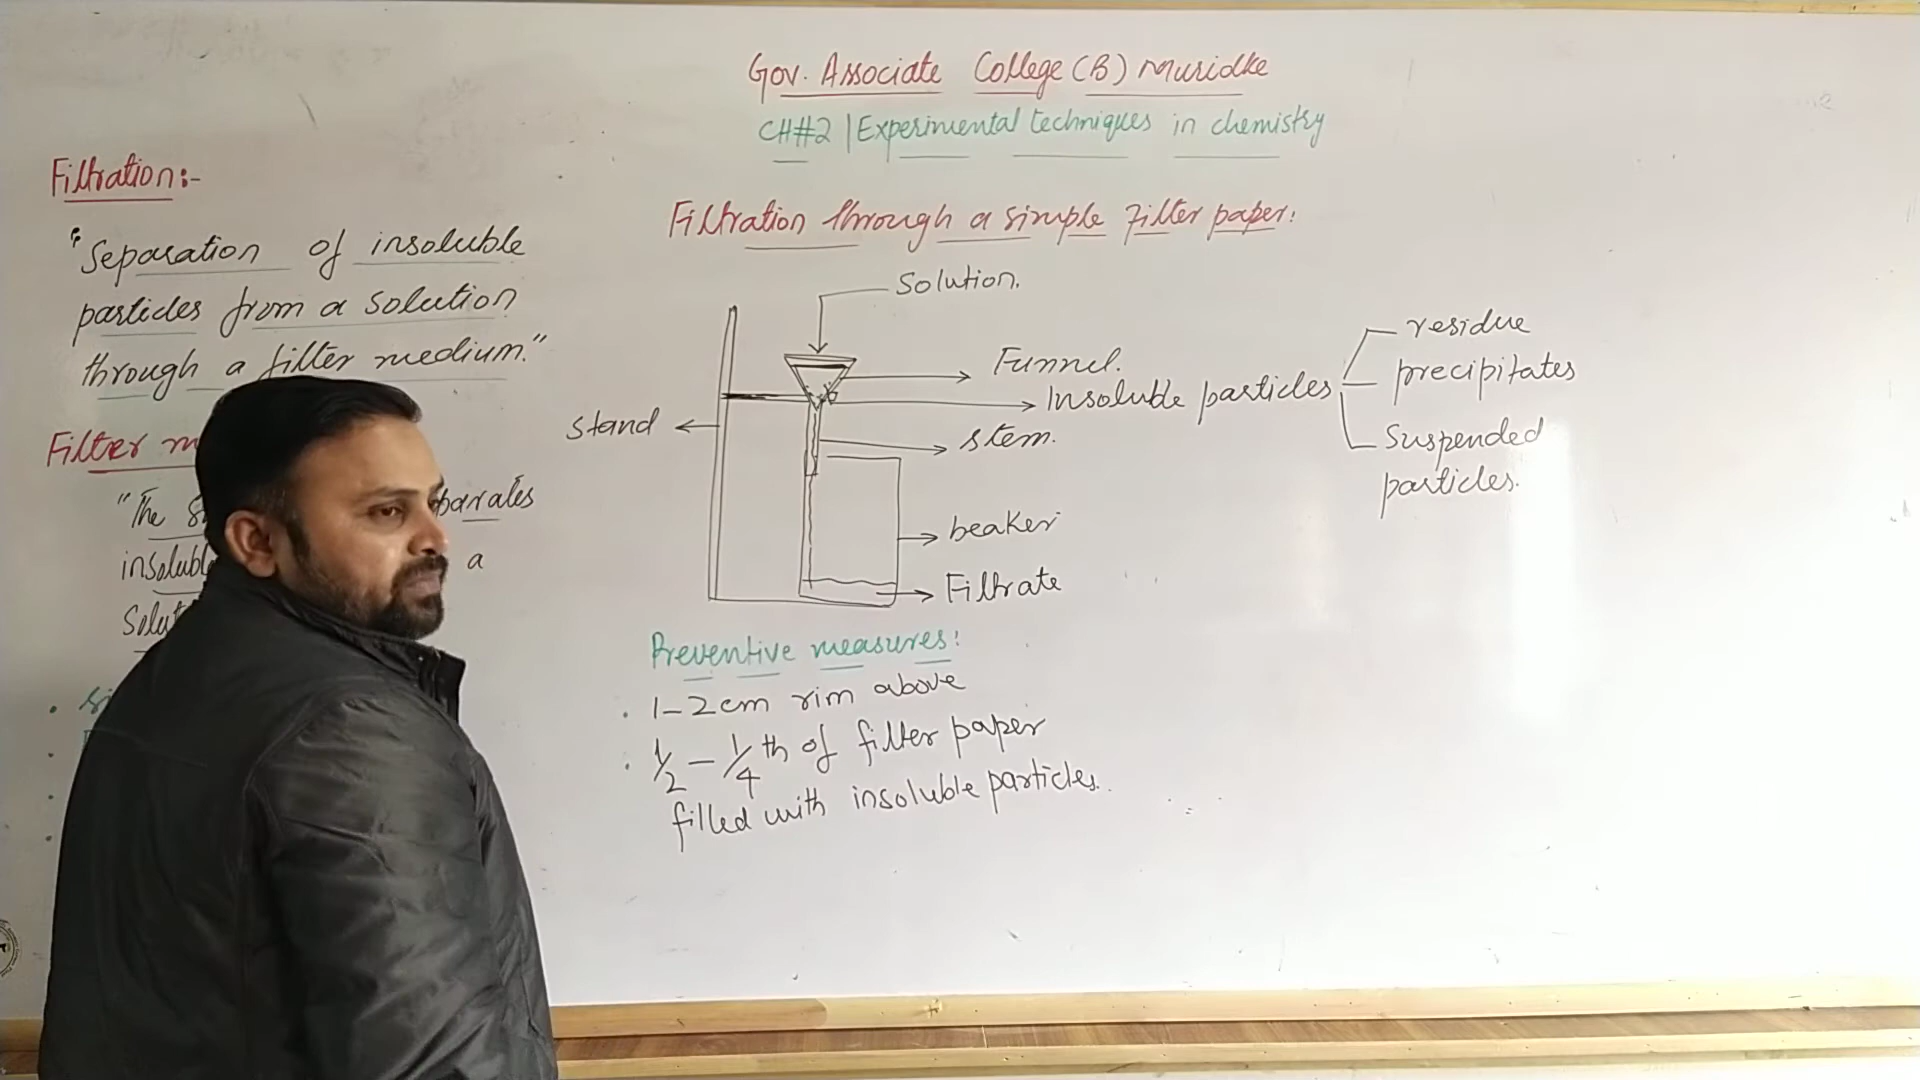 Gov. Associate College (B) Muridke
CH#2 | Experimental techniques in chemistry
Filtration:-
"Separation of insoluble
particles from a solution
through a filter medium."
Filter m
"The
insolubl
a
Filtration through a simple Filter paper:
Solution.
Funnel.
Insoluble particles
residue
precipitates
Suspended
particles.
stand
stem.
beaker
Filtrate
Preventive measures:
. 1-2cm rim above
. 1/2 - 1/4 th of filter paper
filled with insoluble particles.